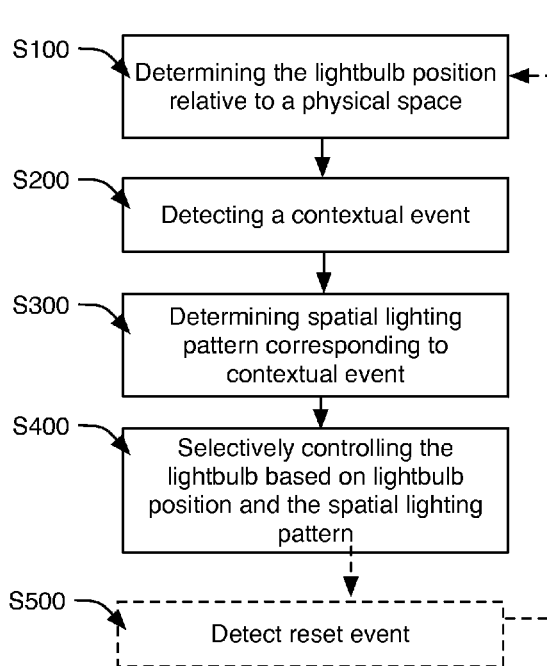 S100
Determining the lightbulb position
relative to a physical space
S200
Detecting a contextual event
S300
Determining spatial lighting
pattern corresponding to
contextual event
S400
Selectively controlling the
lightbulb based on lightbulb
position and the spatial lighting
pattern
S500
Detect reset event